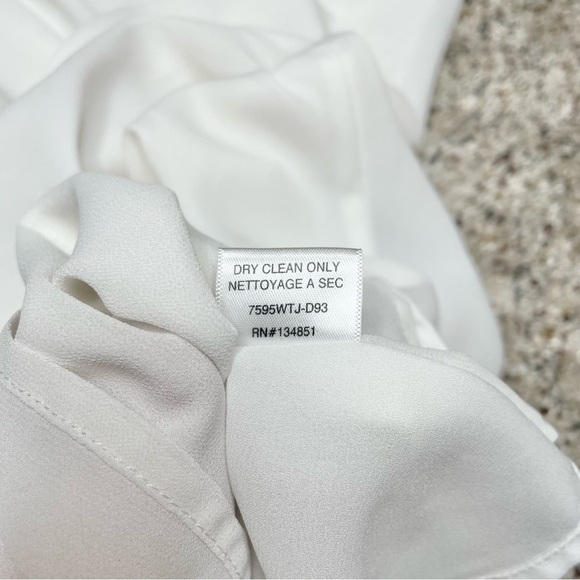 DRY CLEAN ONLY
NETTOYAGE A SEC
7595WTJ-D93
RN#134851